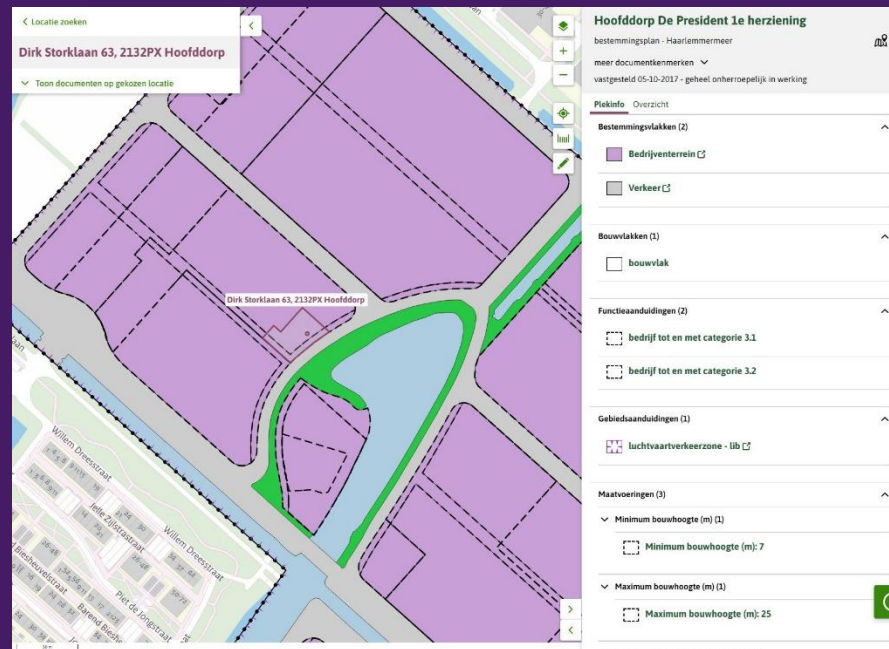 Locatie zoeken
Dirk Storklaan 63, 2132PX Hoofddorp
Toon documenten op gekozen locatie
Dirk Storklaan 63, 2132PX Hoofddorp
Willem Dreesstraat
Jelle Zijlstrastraat
Willem Dreesstraat
Piet de Jongstraat
Hoofddorp De President 1e herziening
bestemmingsplan - Haarlemmermeer
meer documentkenmerken
vastgesteld 05-10-2017 - geheel onherroepelijk in werking
Plekinfo Overzicht
Bestemmingsvlakken (2)
Bedrijventerrein
Verkeer
Bouwvlakken (1)
bouwvlak
Functieaanduidingen (2)
bedrijf tot en met categorie 3.1
bedrijf tot en met categorie 3.2
Gebiedsaanduidingen (1)
luchtvaartverkeerzone - lib
Maatvoeringen (3)
Minimum bouwhoogte (m) (1)
Minimum bouwhoogte (m): 7
Maximum bouwhoogte (m) (1)
Maximum bouwhoogte (m): 25